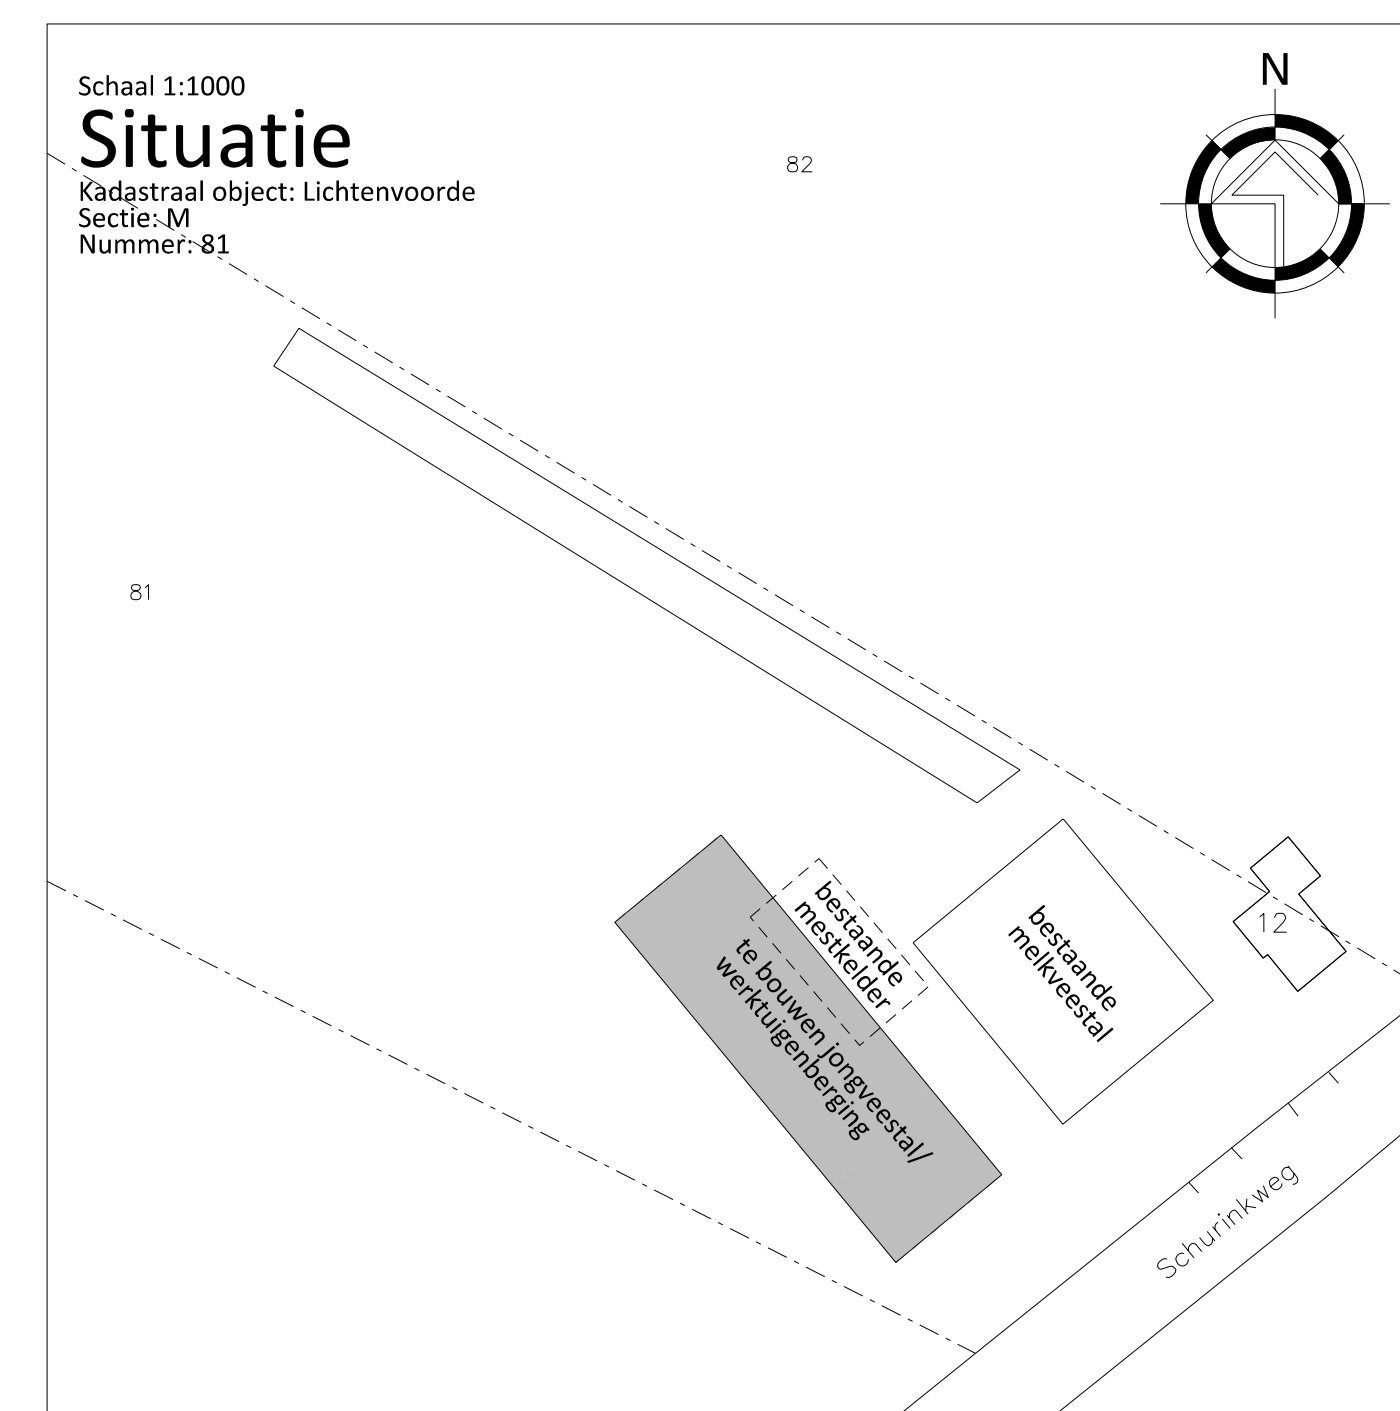 Schaal 1:1000
Situatie
Kadastraal object: Lichtenvoorde
Sectie: M
Nummer: 81
N
82
81
bestaande
mestkelder
te bouwen jongveestal/
werktuigenberging
bestaande
melkveestal
12
Schurinkweg